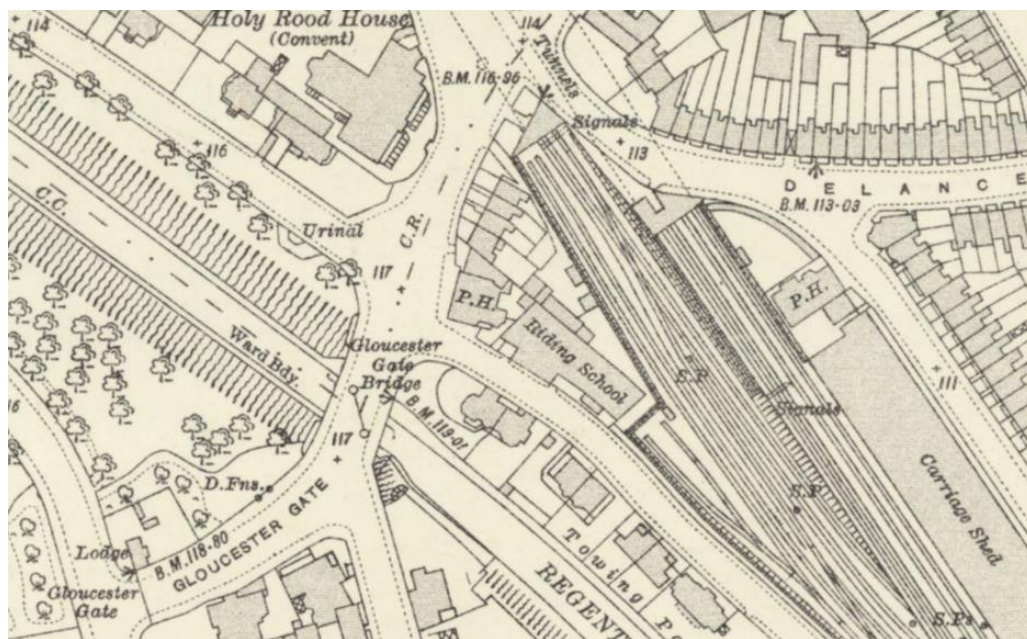 114
Holy Rood House
(Convent)
114
Tunnels
B.M. 116·96
Signals
116
113
DELANCE
B.M. 113·03
C.C.
Urinal
C.R.
117
P.H.
P.H.
Ward Bdy.
Gloucester
Gate
Bridge
Riding School
S.P
111
B.M. 119·01
Signals
117
D.Fns.
S.P
Carriage Shed
GLOUCESTER GATE
B.M. 118·80
Lodge
Gloucester
Gate
Towing
REGENT
S.Ps